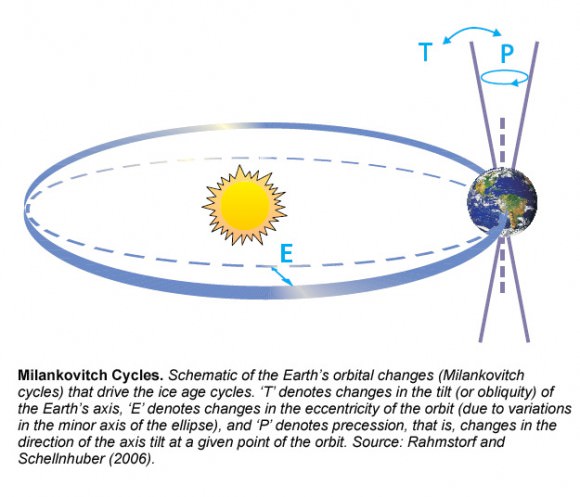 T
P
E
Milankovitch Cycles. Schematic of the Earth's orbital changes (Milankovitch
cycles) that drive the ice age cycles. 'T' denotes changes in the tilt (or obliquity) of
the Earth's axis, 'E' denotes changes in the eccentricity of the orbit (due to variations
in the minor axis of the ellipse), and 'P' denotes precession, that is, changes in the
direction of the axis tilt at a given point of the orbit. Source: Rahmstorf and
Schellnhuber (2006).